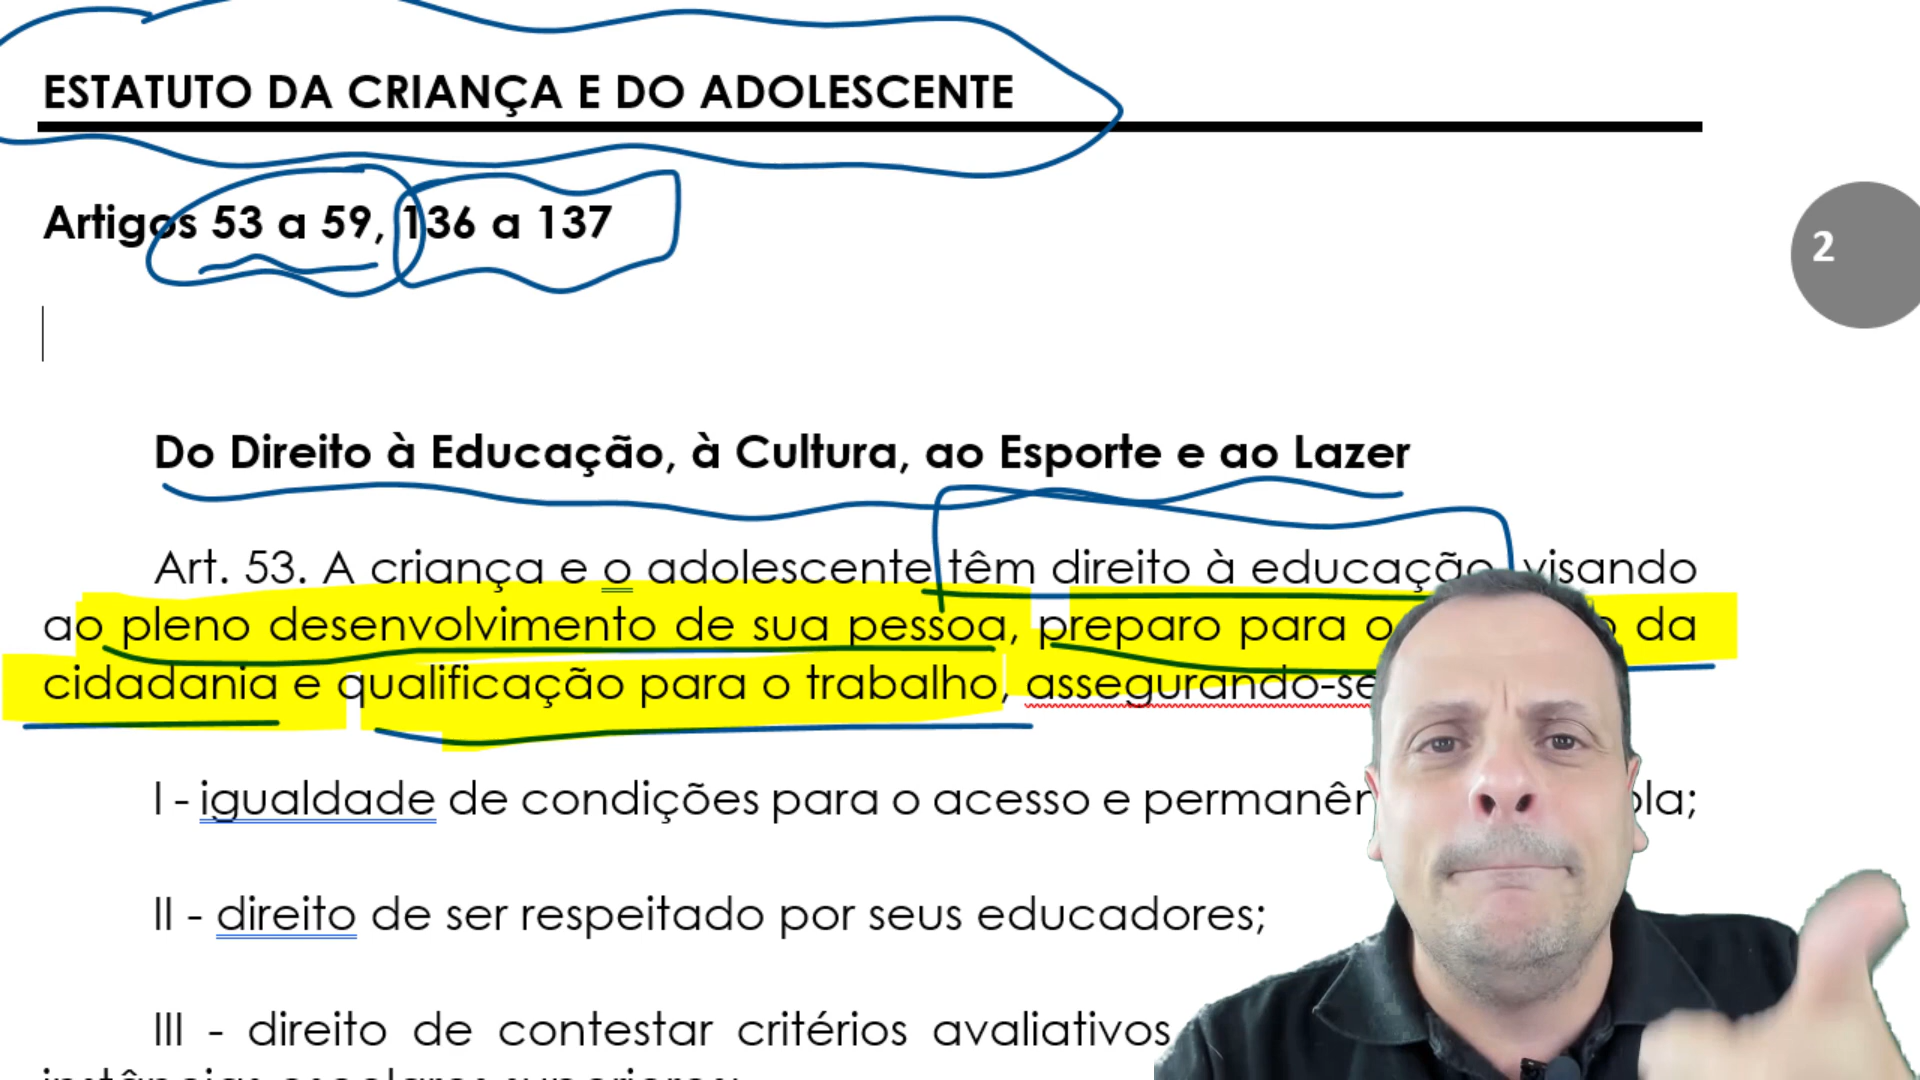 ESTATUTO DA CRIANÇA E DO ADOLESCENTE
Artigos 53 a 59, 136 a 137
2
Do Direito à Educação, à Cultura, ao Esporte e ao Lazer
Art. 53. A criança e o adolescente têm direito à educação, visando
ao pleno desenvolvimento de sua pessoa, preparo para o da
cidadania e qualificação para o trabalho, assegurando-se
I - igualdade de condições para o acesso e
II - direito de ser respeitado por seus educadores;
III - direito de contestar critérios avaliativos
instâncias escolares superiores;